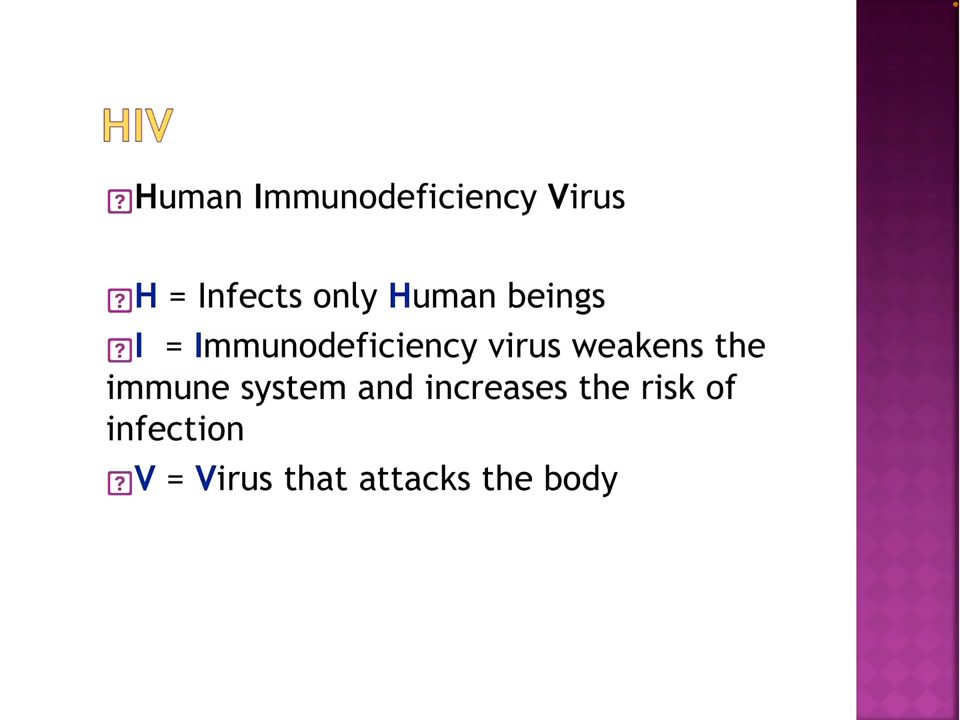 HIV
Human Immunodeficiency Virus
H = Infects only Human beings
I = Immunodeficiency virus weakens the
immune system and increases the risk of
infection
V = Virus that attacks the body